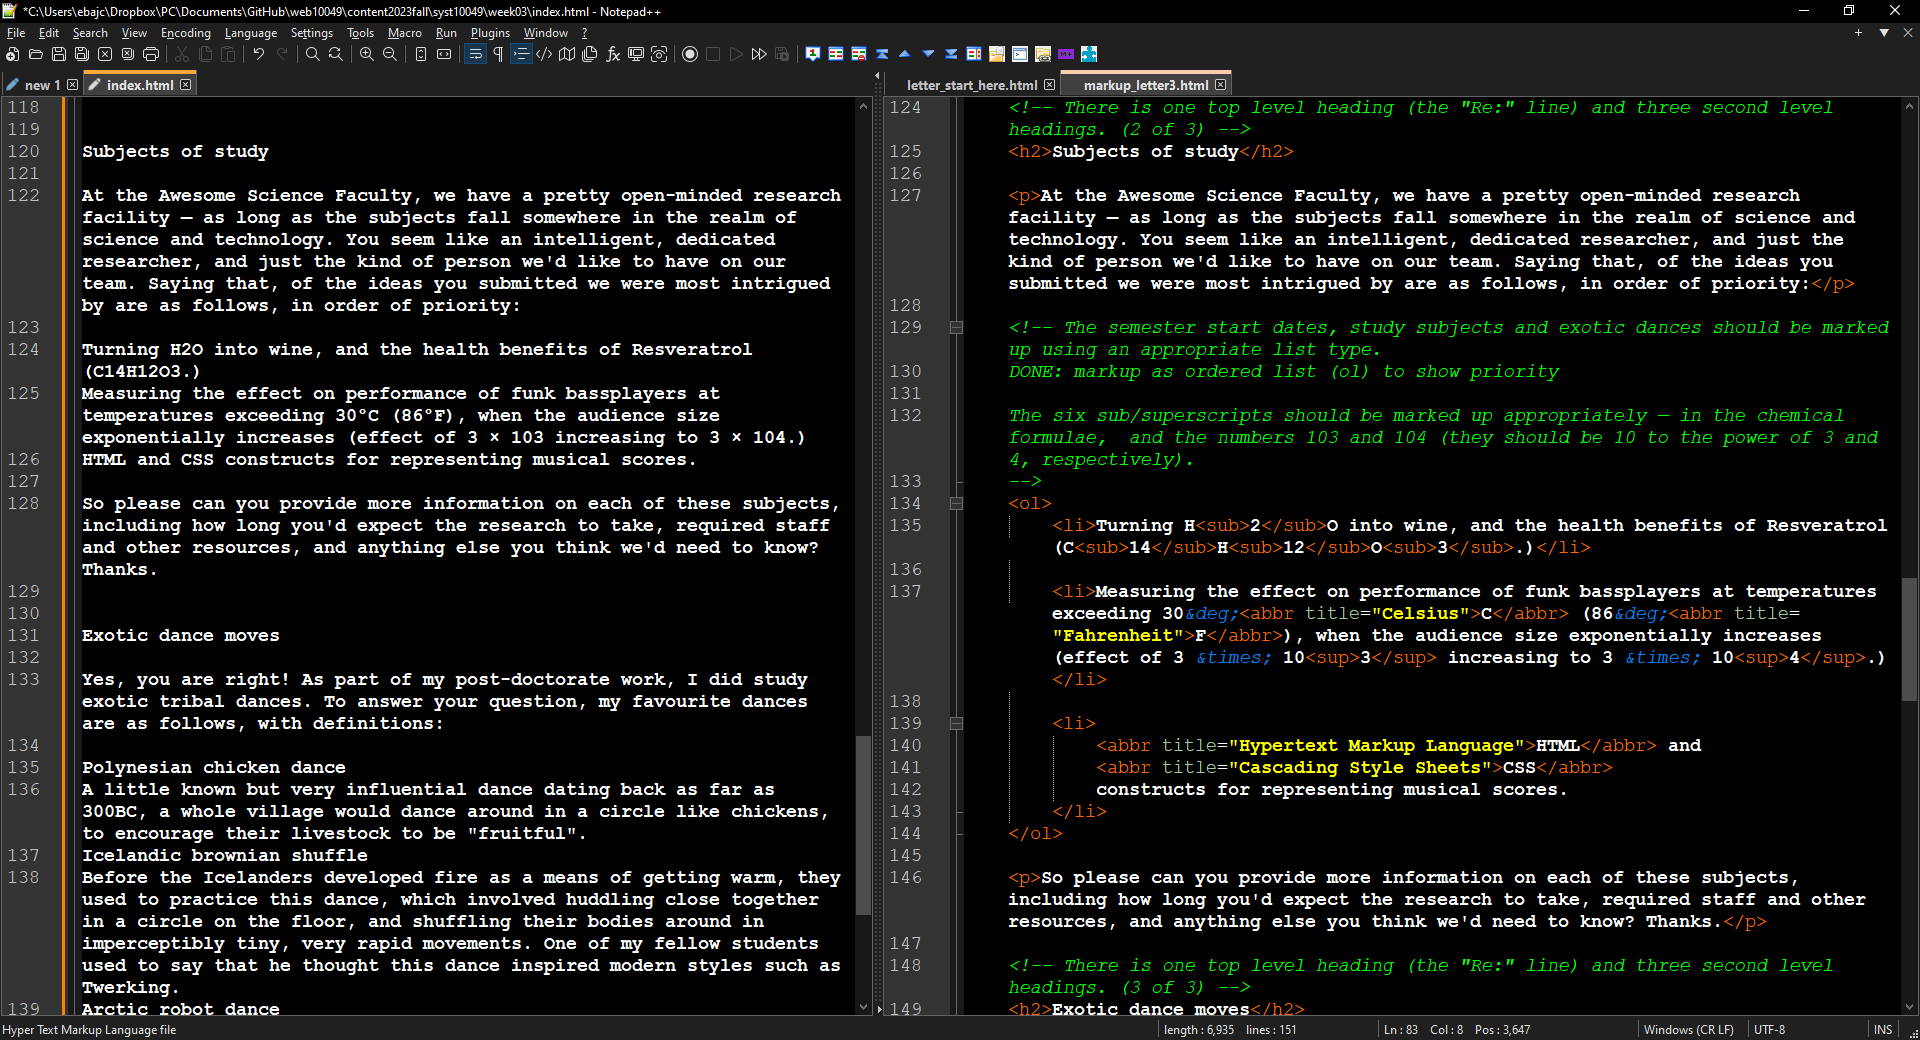 *C:\Users\ebajc\Dropbox\PC\Documents\GitHub\web10049\content2023fall\syst10049\week03\index.html - Notepad++
File Edit Search View Encoding Language Settings Tools Macro Run Plugins Window ?
new 1 index.html
118
119
120 Subjects of study
121
122 At the Awesome Science Faculty, we have a pretty open-minded research
facility — as long as the subjects fall somewhere in the realm of
science and technology. You seem like an intelligent, dedicated
researcher, and just the kind of person we'd like to have on our
team. Saying that, of the ideas you submitted we were most intrigued
by are as follows, in order of priority:
123
124 Turning H2O into wine, and the health benefits of Resveratrol
(C14H12O3.)
125 Measuring the effect on performance of funk bassplayers at
temperatures exceeding 30°C (86°F), when the audience size
exponentially increases (effect of 3 × 103 increasing to 3 × 104.)
126 HTML and CSS constructs for representing musical scores.
127
128 So please can you provide more information on each of these subjects,
including how long you'd expect the research to take, required staff
and other resources, and anything else you think we'd need to know?
Thanks.
129
130
131 Exotic dance moves
132
133 Yes, you are right! As part of my post-doctorate work, I did study
exotic tribal dances. To answer your question, my favourite dances
are as follows, with definitions:
134
135 Polynesian chicken dance
136 A little known but very influential dance dating back as far as
300BC, a whole village would dance around in a circle like chickens,
to encourage their livestock to be "fruitful".
137 Icelandic brownian shuffle
138 Before the Icelanders developed fire as a means of getting warm, they
used to practice this dance, which involved huddling close together
in a circle on the floor, and shuffling their bodies around in
imperceptibly tiny, very rapid movements. One of my fellow students
used to say that he thought this dance inspired modern styles such as
Twerking.
139 Arctic robot dance
letter_start_here.html markup_letter3.html
124 <!-- There is one top level heading (the "Re:" line) and three second level
headings. (2 of 3) -->
125 <h2>Subjects of study</h2>
126
127 <p>At the Awesome Science Faculty, we have a pretty open-minded research
facility — as long as the subjects fall somewhere in the realm of science and
technology. You seem like an intelligent, dedicated researcher, and just the
kind of person we'd like to have on our team. Saying that, of the ideas you
submitted we were most intrigued by are as follows, in order of priority:</p>
128
129 <!-- The semester start dates, study subjects and exotic dances should be marked
up using an appropriate list type.
130 DONE: markup as ordered list (ol) to show priority
131
132 The six sub/superscripts should be marked up appropriately — in the chemical
formulae,  and the numbers 103 and 104 (they should be 10 to the power of 3 and
4, respectively).
133 -->
134 <ol>
135 <li>Turning H<sub>2</sub>O into wine, and the health benefits of Resveratrol
(C<sub>14</sub>H<sub>12</sub>O<sub>3</sub>.)</li>
136
137 <li>Measuring the effect on performance of funk bassplayers at temperatures
exceeding 30&deg;<abbr title="Celsius">C</abbr> (86&deg;<abbr title=
"Fahrenheit">F</abbr>), when the audience size exponentially increases
(effect of 3 &times; 10<sup>3</sup> increasing to 3 &times; 10<sup>4</sup>.)
</li>
138
139 <li>
140 <abbr title="Hypertext Markup Language">HTML</abbr> and
141 <abbr title="Cascading Style Sheets">CSS</abbr>
142 constructs for representing musical scores.
143 </li>
144 </ol>
145
146 <p>So please can you provide more information on each of these subjects,
including how long you'd expect the research to take, required staff and other
resources, and anything else you think we'd need to know? Thanks.</p>
147
148 <!-- There is one top level heading (the "Re:" line) and three second level
headings. (3 of 3) -->
149 <h2>Exotic dance moves</h2>
Hyper Text Markup Language file length : 6,935 lines : 151 Ln : 83 Col : 8 Pos : 3,647 Windows (CR LF) UTF-8 INS